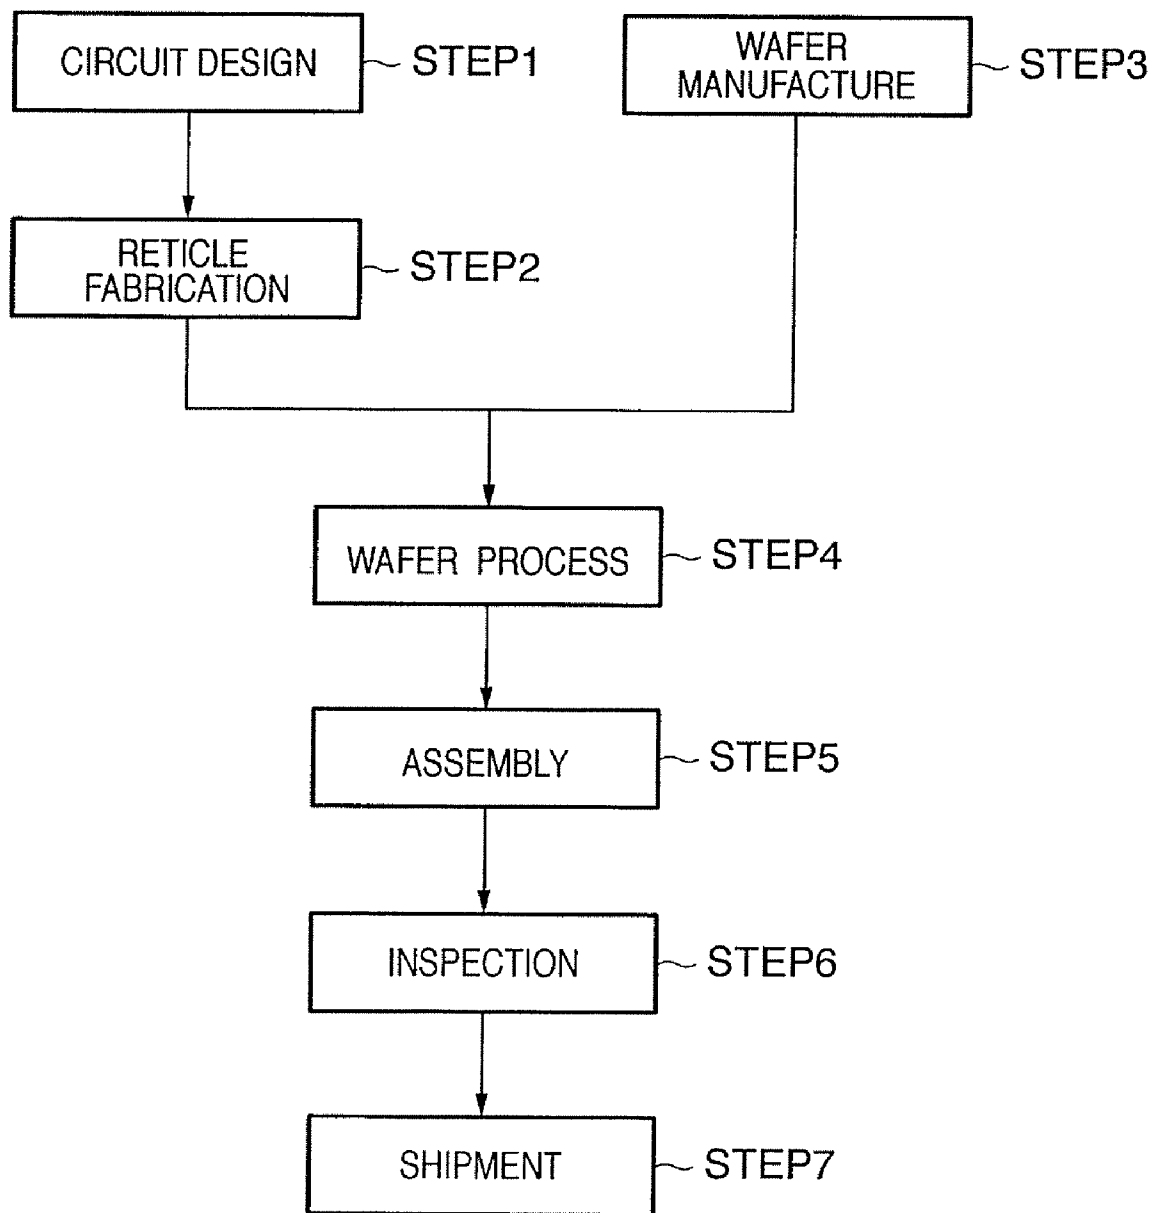 CIRCUIT DESIGN
STEP1
WAFER
MANUFACTURE
STEP3
RETICLE
FABRICATION
STEP2
WAFER PROCESS
STEP4
ASSEMBLY
STEP5
INSPECTION
STEP6
SHIPMENT
STEP7